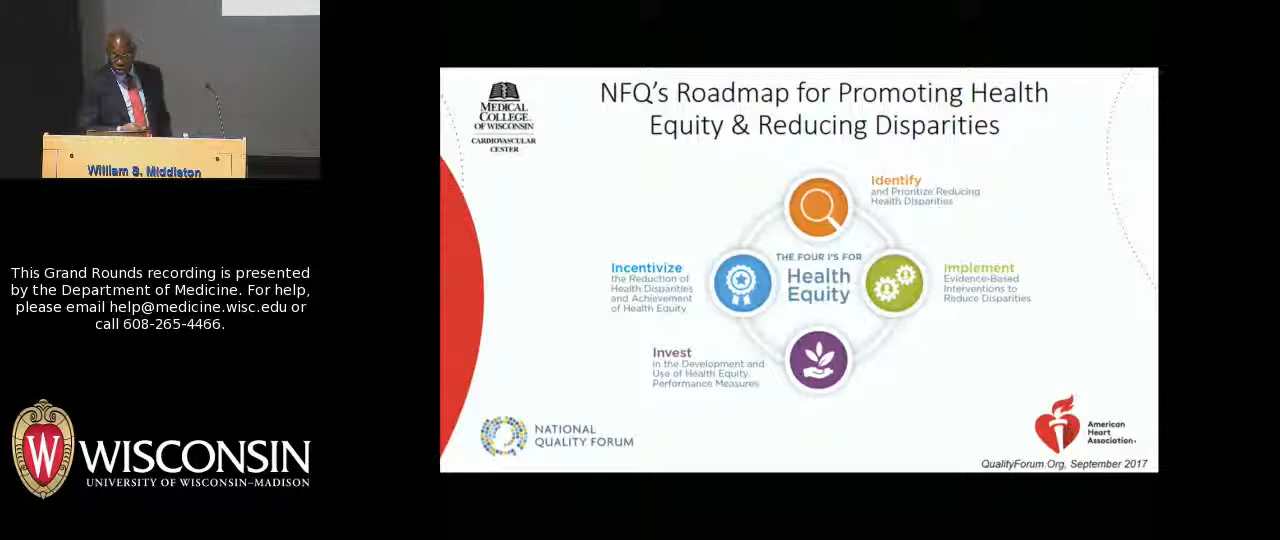 William S. Middleton
This Grand Rounds recording is presented
by the Department of Medicine. For help,
please email help@medicine.wisc.edu or
call 608-265-4466.
W
WISCONSIN
UNIVERSITY OF WISCONSIN–MADISON
MEDICAL
COLLEGE
OF WISCONSIN
CARDIOVASCULAR
CENTER
NFQ's Roadmap for Promoting Health
Equity & Reducing Disparities
Identify
and Prioritize Reducing
Health Disparities
THE FOUR I'S FOR
Health
Equity
Incentivize
the Reduction of
Health Disparities
and Achievement
of Health Equity
Implement
Evidence-Based
Interventions to
Reduce Disparities
Invest
in the Development and
Use of Health Equity
Performance Measures
NATIONAL
QUALITY FORUM
American
Heart
Association.
QualityForum.Org, September 2017